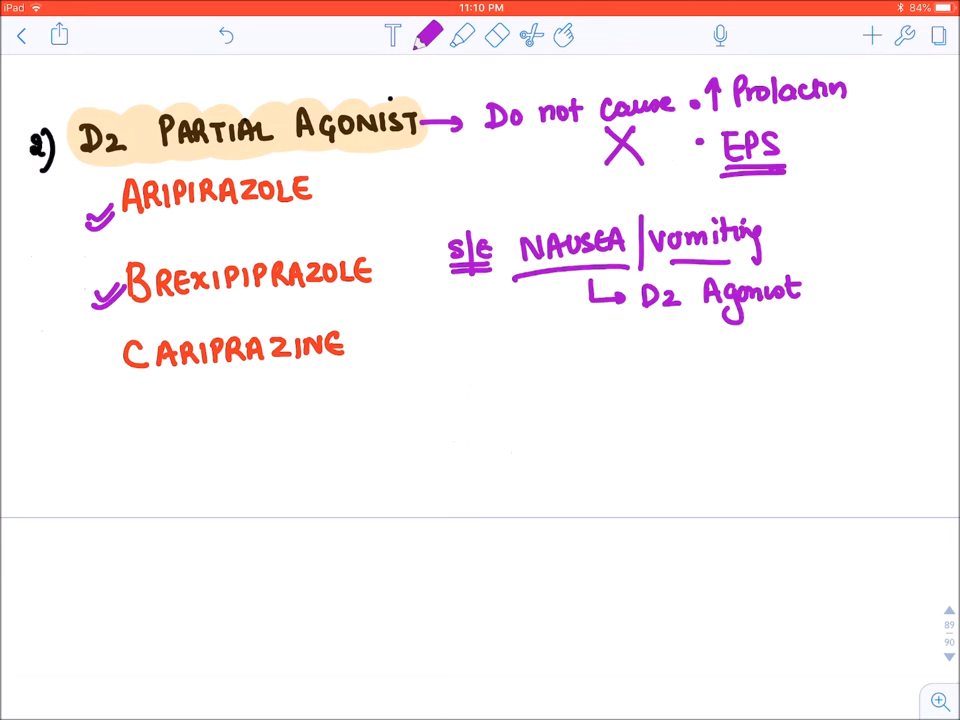 iPad 11:10 PM 84%
T
2) D2 PARTIAL AGONIST → Do not cause • ↑ Prolactin
X • EPS
ARIPIRAZOLE
S/E NAUSEA / vomiting
BREXIPIPRAZOLE
↳ D2 Agonist
CARIPRAZINE
89
90